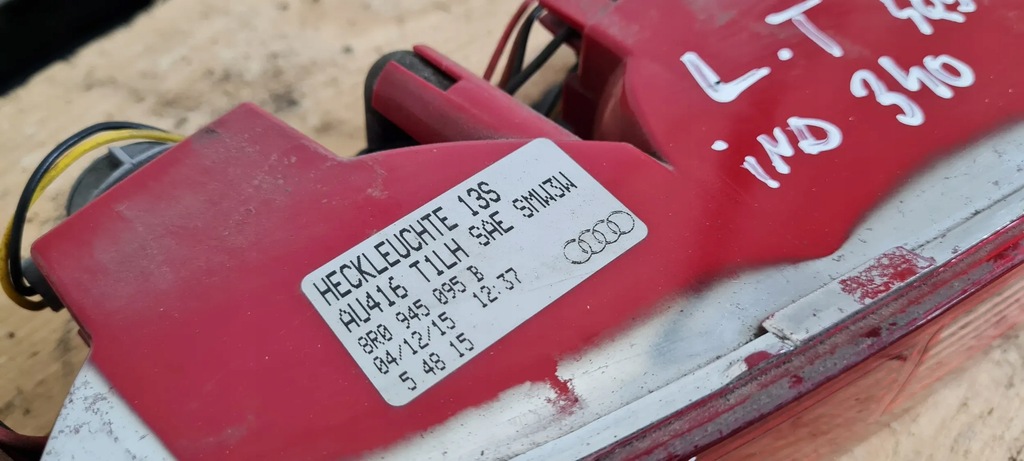 L.T
IND 340
HECKLEUCHTE 13S
AU416 T1LH SAE SMW3W
8R0 945 095 B
04/12/15 12:37
5 48 15